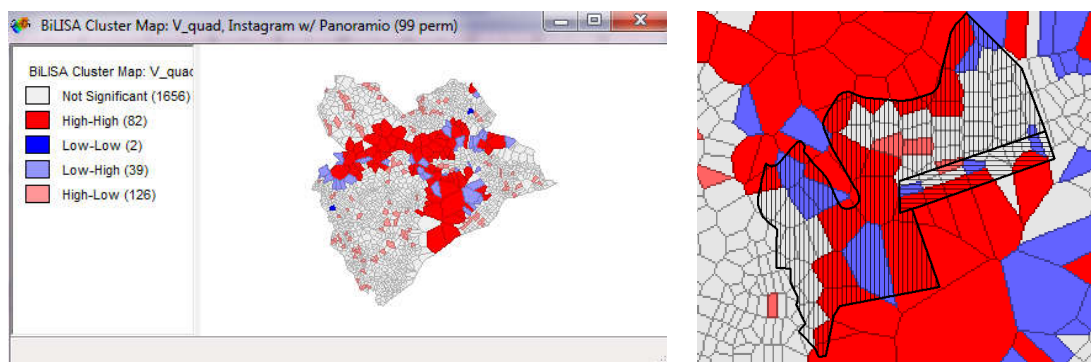 BiLISA Cluster Map: V_quad, Instagram w/ Panoramio (99 perm)
BiLISA Cluster Map: V_quad
Not Significant (1656)
High-High (82)
Low-Low (2)
Low-High (39)
High-Low (126)